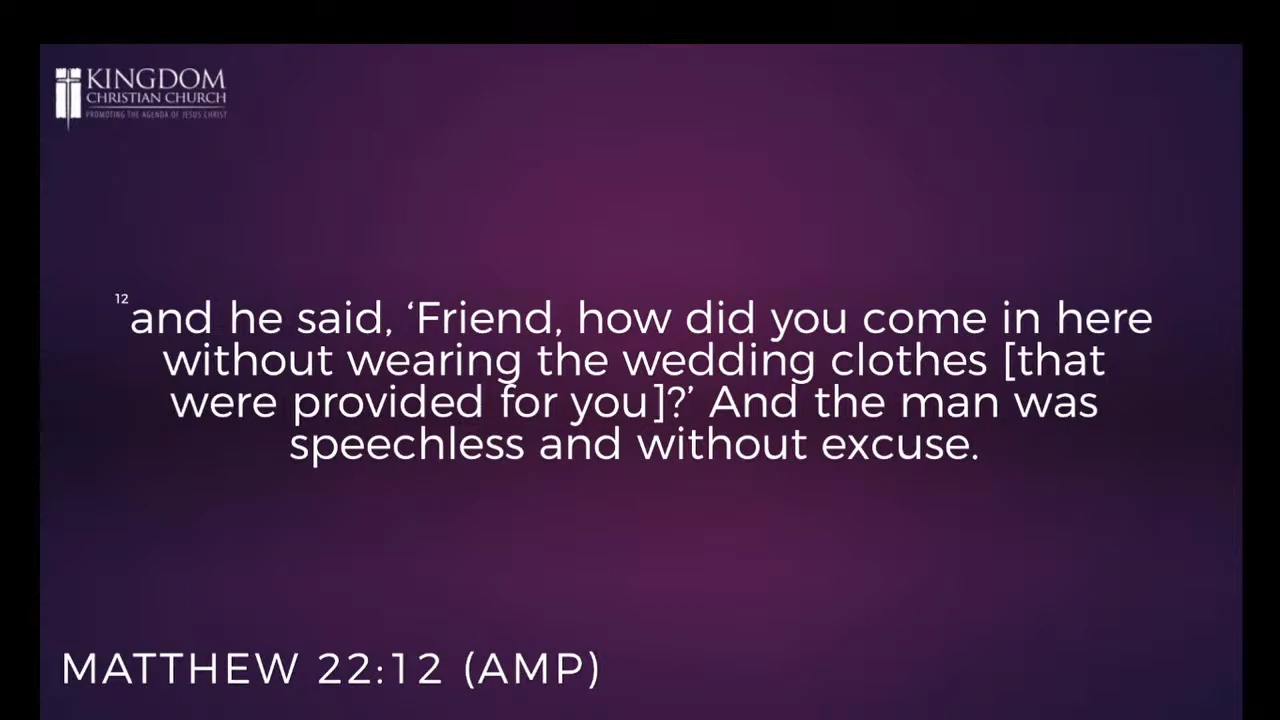 KINGDOM
CHRISTIAN CHURCH
PROMOTING THE AGENDA OF JESUS CHRIST
12 and he said, ‘Friend, how did you come in here
without wearing the wedding clothes [that
were provided for you]?’ And the man was
speechless and without excuse.
MATTHEW 22:12 (AMP)